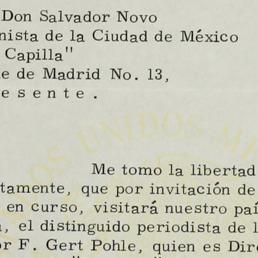 Don Salvador Novo
nista de la Ciudad de México
Capilla"
e de Madrid No. 13,
e s e n t e .
Me tomo la libertad
tamente, que por invitación de
en curso, visitará nuestro paí
, el distinguido periodista de l
or F. Gert Pohle, quien es Dire